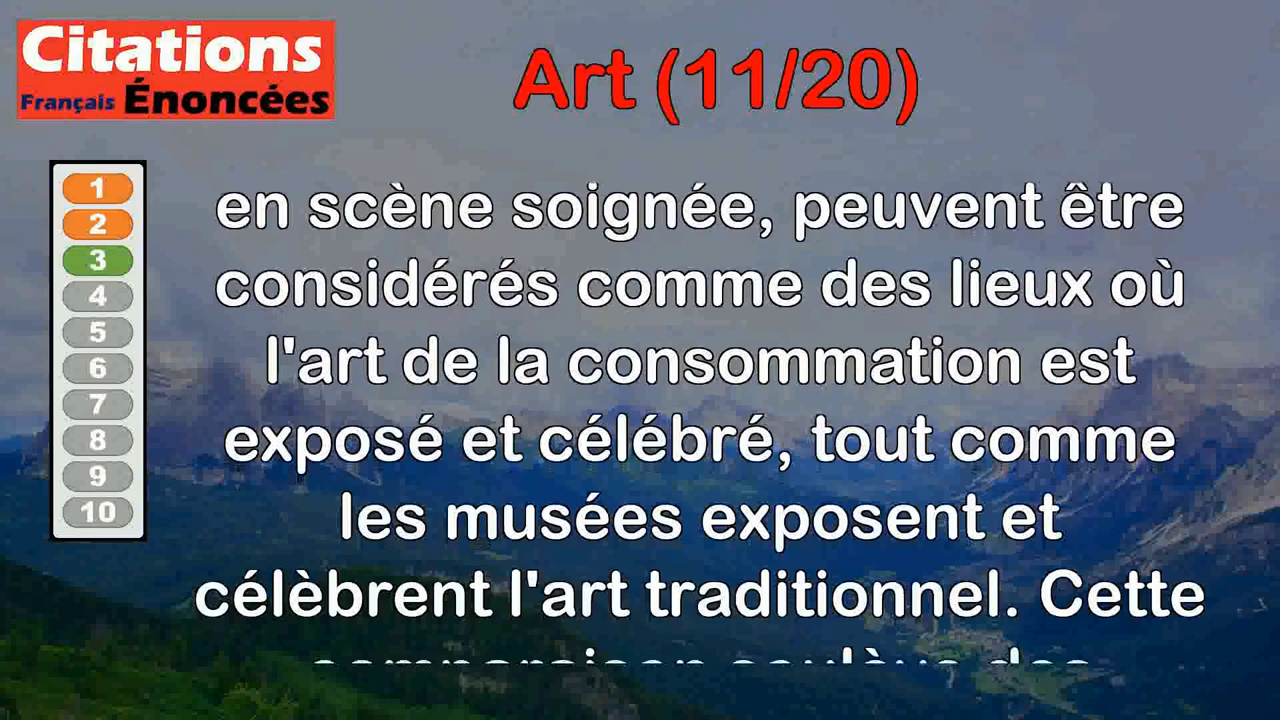 Citations
Français Énoncées
Art (11/20)
1
2
3
4
5
6
7
8
9
10
en scène soignée, peuvent être
considérés comme des lieux où
l'art de la consommation est
exposé et célébré, tout comme
les musées exposent et
célèbrent l'art traditionnel. Cette